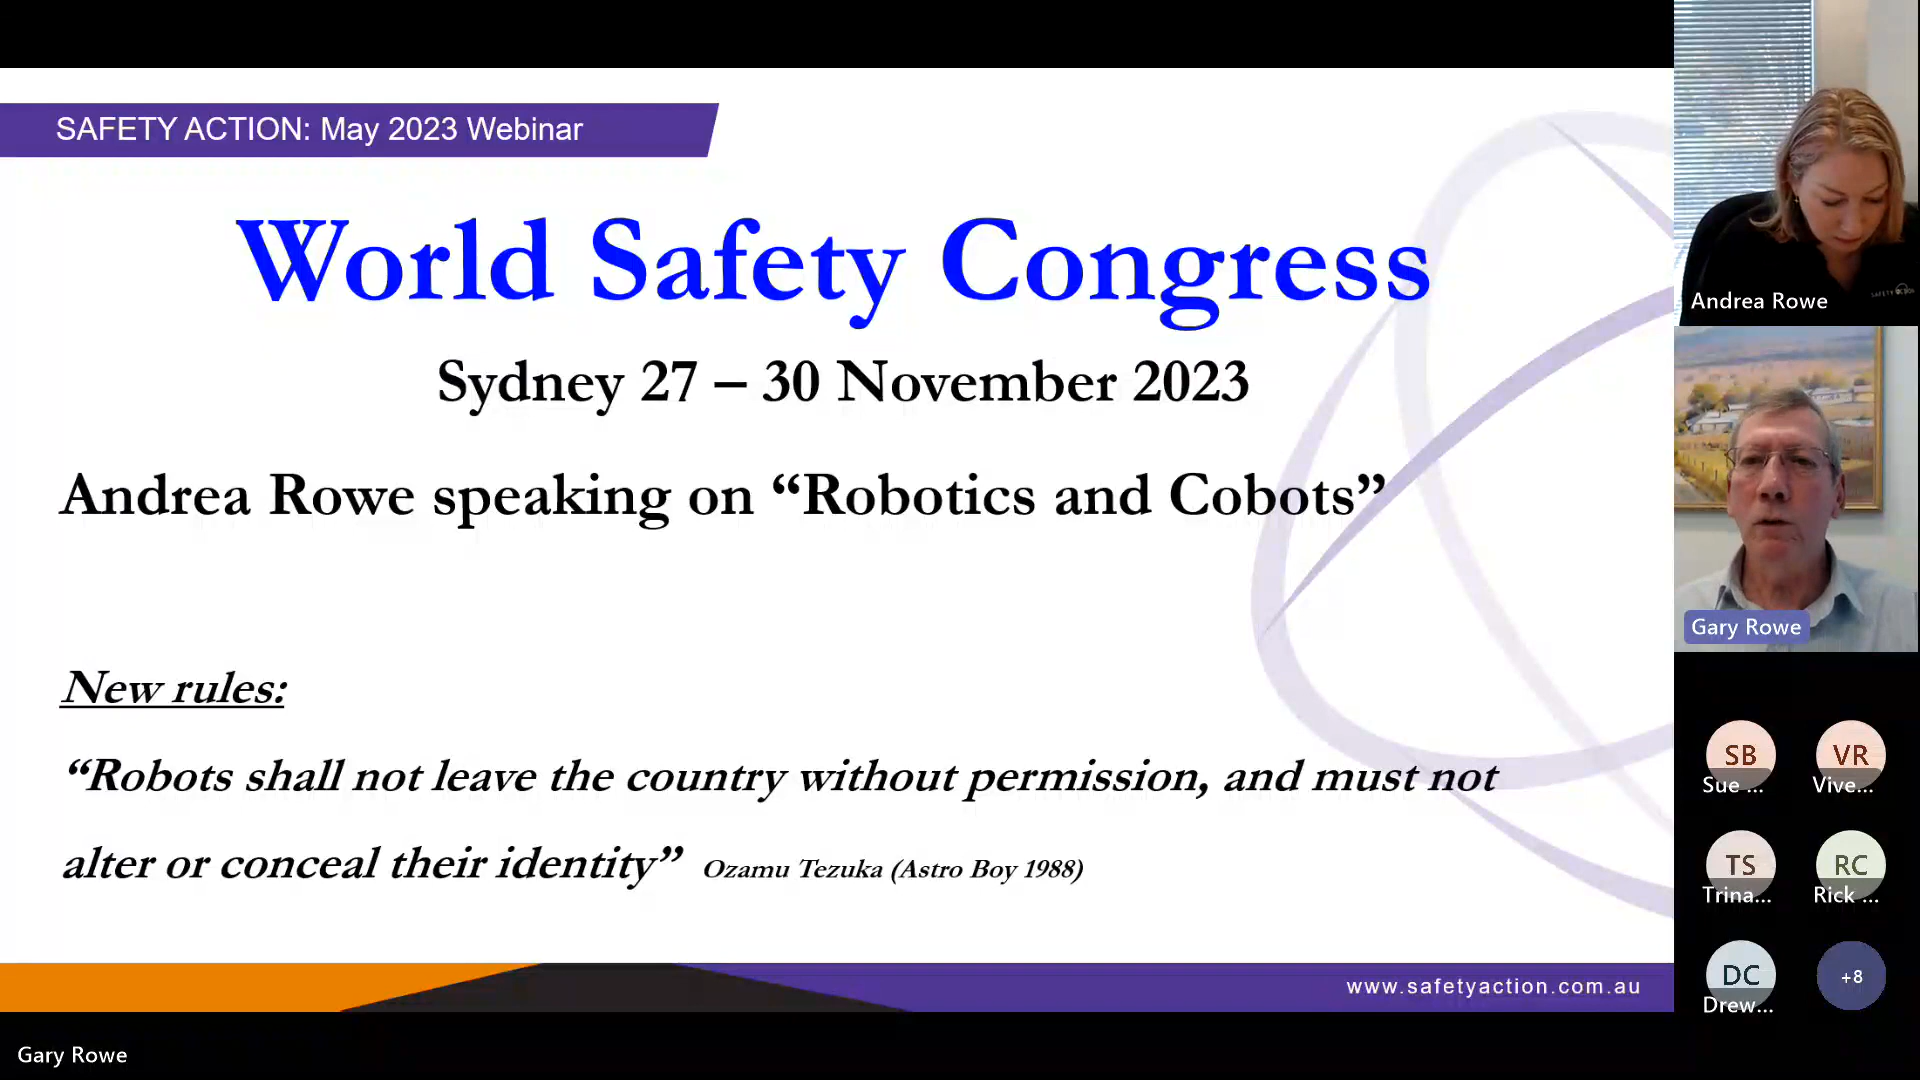 SAFETY ACTION: May 2023 Webinar
World Safety Congress
Sydney 27 – 30 November 2023
Andrea Rowe speaking on “Robotics and Cobots”
New rules:
“Robots shall not leave the country without permission, and must not
alter or conceal their identity” Ozamu Tezuka (Astro Boy 1988)
www.safetyaction.com.au
Gary Rowe
Andrea Rowe
Gary Rowe
SB VR
Sue ... Vive...
TS RC
Trina... Rick ...
DC +8
Drew...